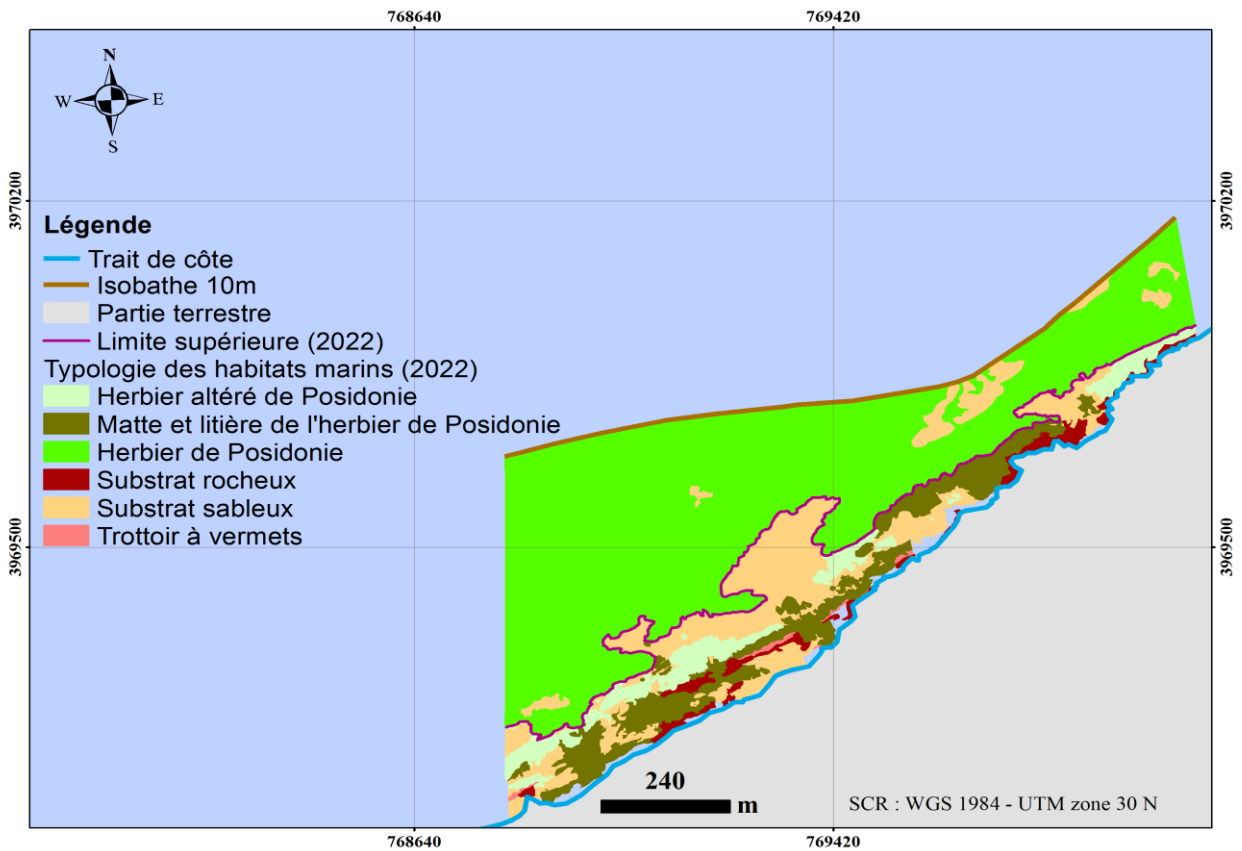 768640
769420
N
W
E
S
3970200
3970200
Légende
Trait de côte
Isobathe 10m
Partie terrestre
Limite supérieure (2022)
Typologie des habitats marins (2022)
Herbier altéré de Posidonie
Matte et litière de l'herbier de Posidonie
Herbier de Posidonie
Substrat rocheux
Substrat sableux
Trottoir à vermets
3969500
3969500
240
m
SCR : WGS 1984 - UTM zone 30 N
768640
769420